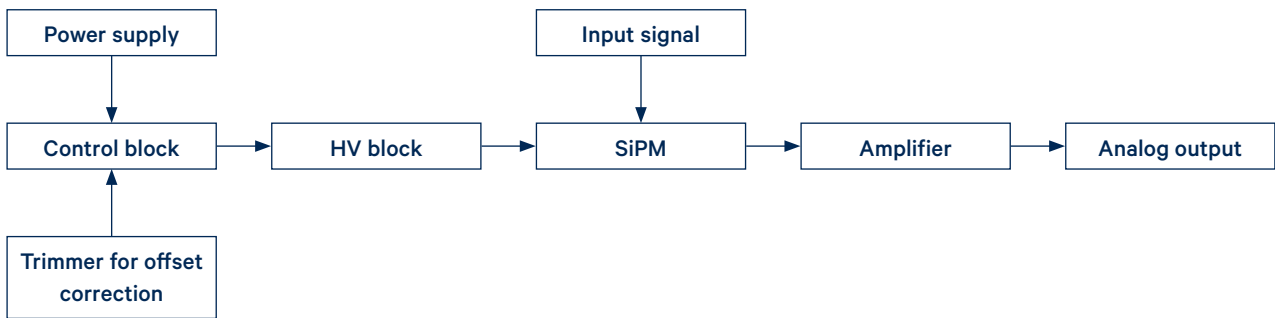 Power supply
Input signal
Control block
HV block
SiPM
Amplifier
Analog output
Trimmer for offset
correction